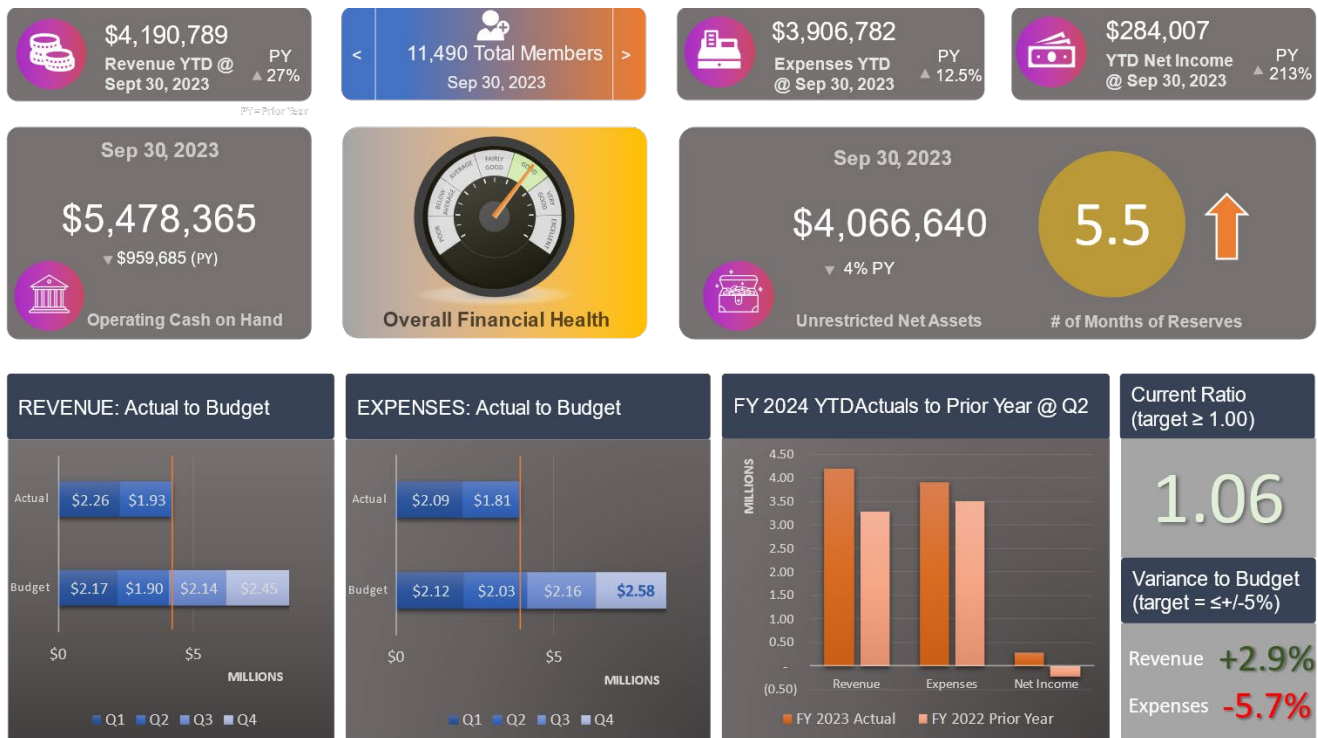 $4,190,789
Revenue YTD @
Sept 30, 2023
PY
▲ 27%
PY = Prior Year
<
11,490 Total Members
Sep 30, 2023
>
$3,906,782
Expenses YTD
@ Sep 30, 2023
PY
▲ 12.5%
$284,007
YTD Net Income
@ Sep 30, 2023
PY
▲ 213%
Sep 30, 2023
$5,478,365
▼ $959,685 (PY)
Operating Cash on Hand
POOR
BELOW
AVERAGE
AVERAGE
FAIRLY
GOOD
GOOD
VERY
GOOD
EXCELLENT
Overall Financial Health
Sep 30, 2023
$4,066,640
▼ 4% PY
Unrestricted Net Assets
5.5
# of Months of Reserves
REVENUE: Actual to Budget
Actual
$2.26 $1.93
Budget
$2.17 $1.90 $2.14 $2.45
$0 $5
MILLIONS
Q1 Q2 Q3 Q4
EXPENSES: Actual to Budget
Actual
$2.09 $1.81
Budget
$2.12 $2.03 $2.16 $2.58
$0 $5
MILLIONS
Q1 Q2 Q3 Q4
FY 2024 YTDActuals to Prior Year @ Q2
MILLIONS
4.50
4.00
3.50
3.00
2.50
2.00
1.50
1.00
0.50
-
(0.50)
Revenue Expenses Net Income
FY 2023 Actual FY 2022 Prior Year
Current Ratio
(target ≥ 1.00)
1.06
Variance to Budget
(target = ≤+/-5%)
Revenue +2.9%
Expenses -5.7%